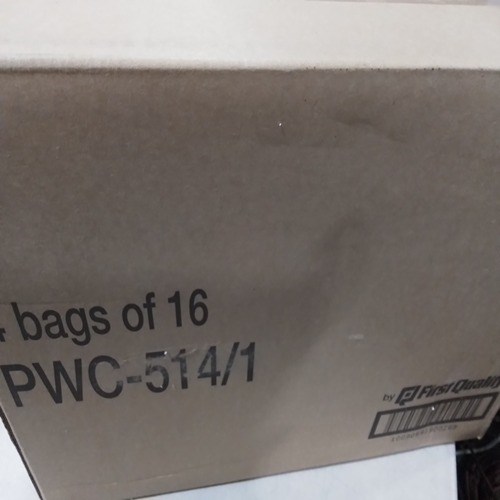 bags of 16
PWC-514/1
by First Quality